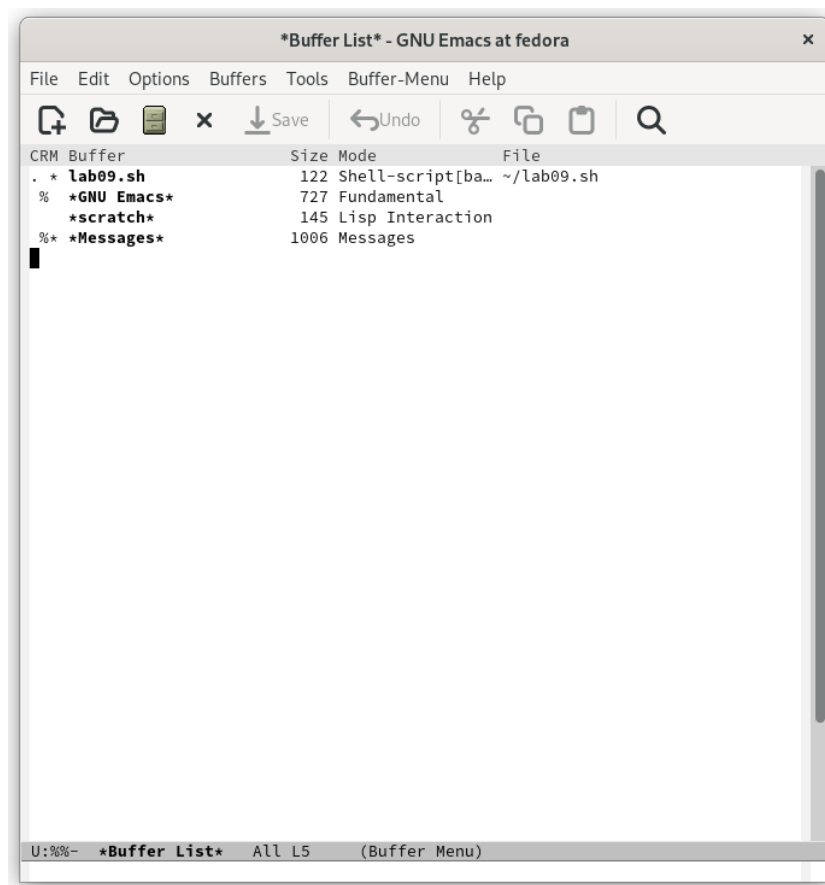 *Buffer List* - GNU Emacs at fedora
File Edit Options Buffers Tools Buffer-Menu Help
Save Undo
CRM Buffer Size Mode File
. * lab09.sh 122 Shell-script[ba… ~/lab09.sh
% *GNU Emacs* 727 Fundamental
*scratch* 145 Lisp Interaction
%* *Messages* 1006 Messages
U:%%- *Buffer List* All L5 (Buffer Menu)